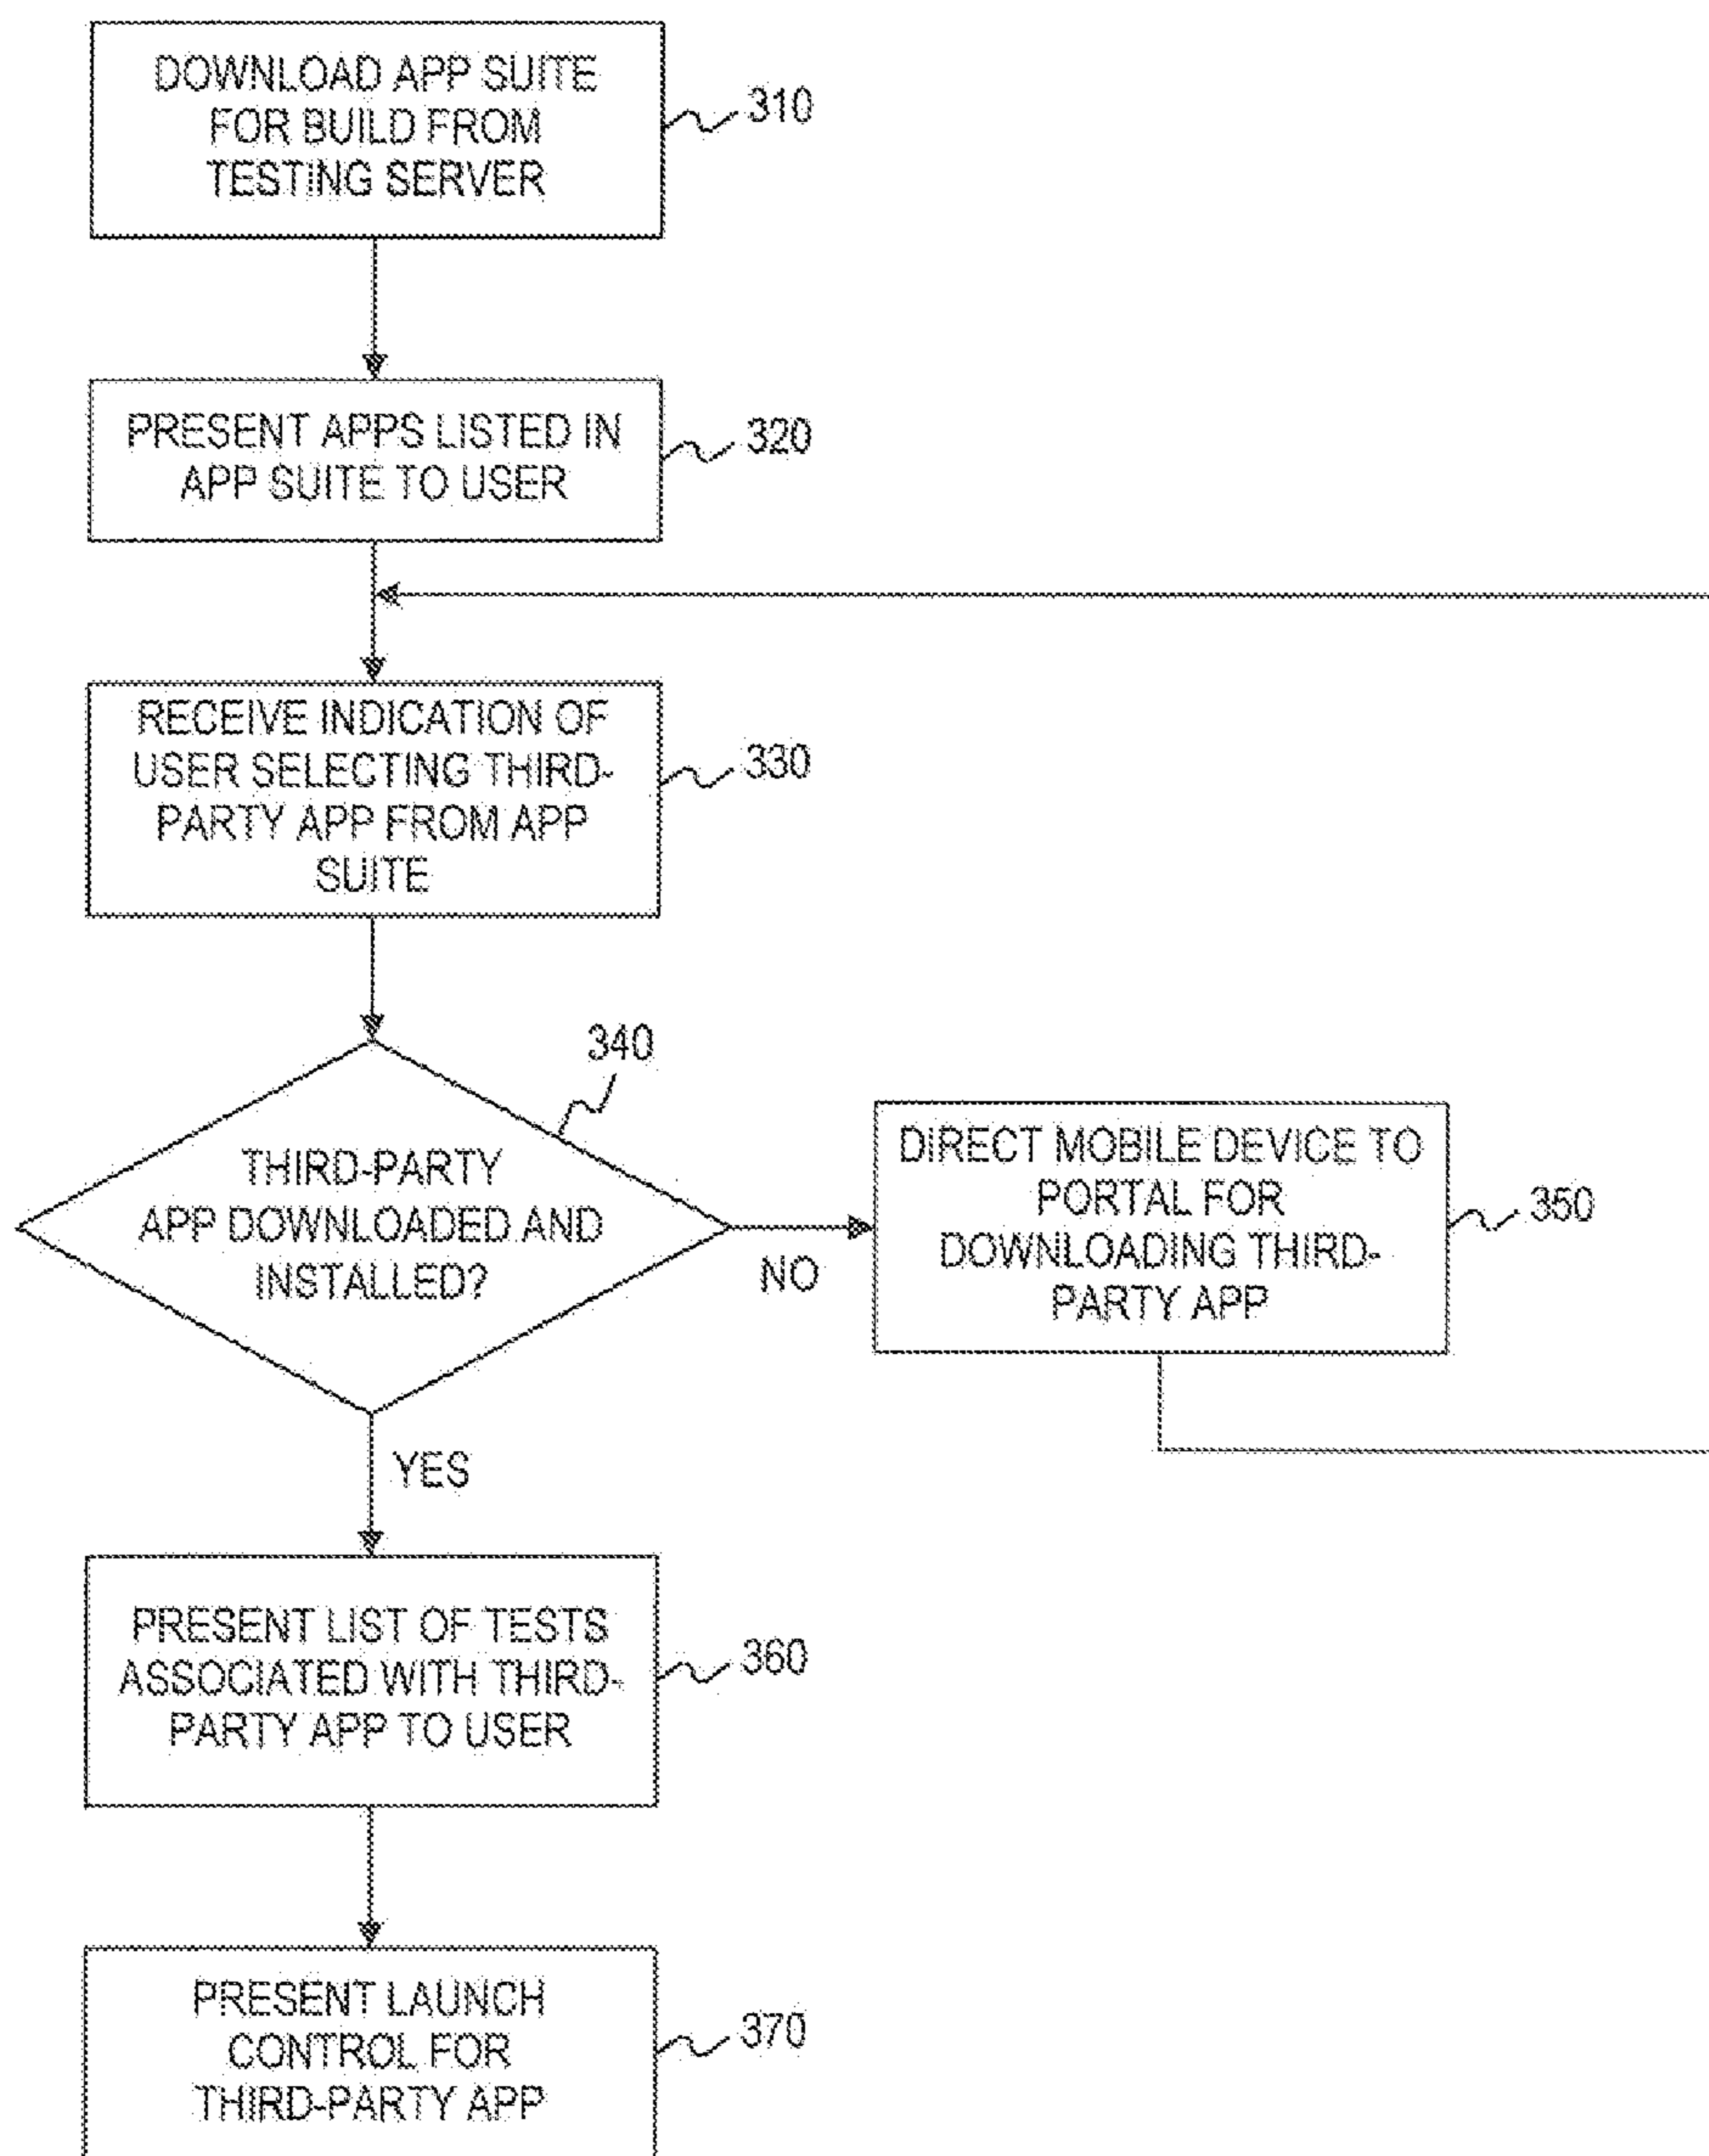 DOWNLOAD APP SUITE
FOR BUILD FROM
TESTING SERVER
310
PRESENT APPS LISTED IN
APP SUITE TO USER
320
RECEIVE INDICATION OF
USER SELECTING THIRD-
PARTY APP FROM APP
SUITE
330
340
THIRD-PARTY
APP DOWNLOADED AND
INSTALLED?
NO
DIRECT MOBILE DEVICE TO
PORTAL FOR
DOWNLOADING THIRD-
PARTY APP
350
YES
PRESENT LIST OF TESTS
ASSOCIATED WITH THIRD-
PARTY APP TO USER
360
PRESENT LAUNCH
CONTROL FOR
THIRD-PARTY APP
370